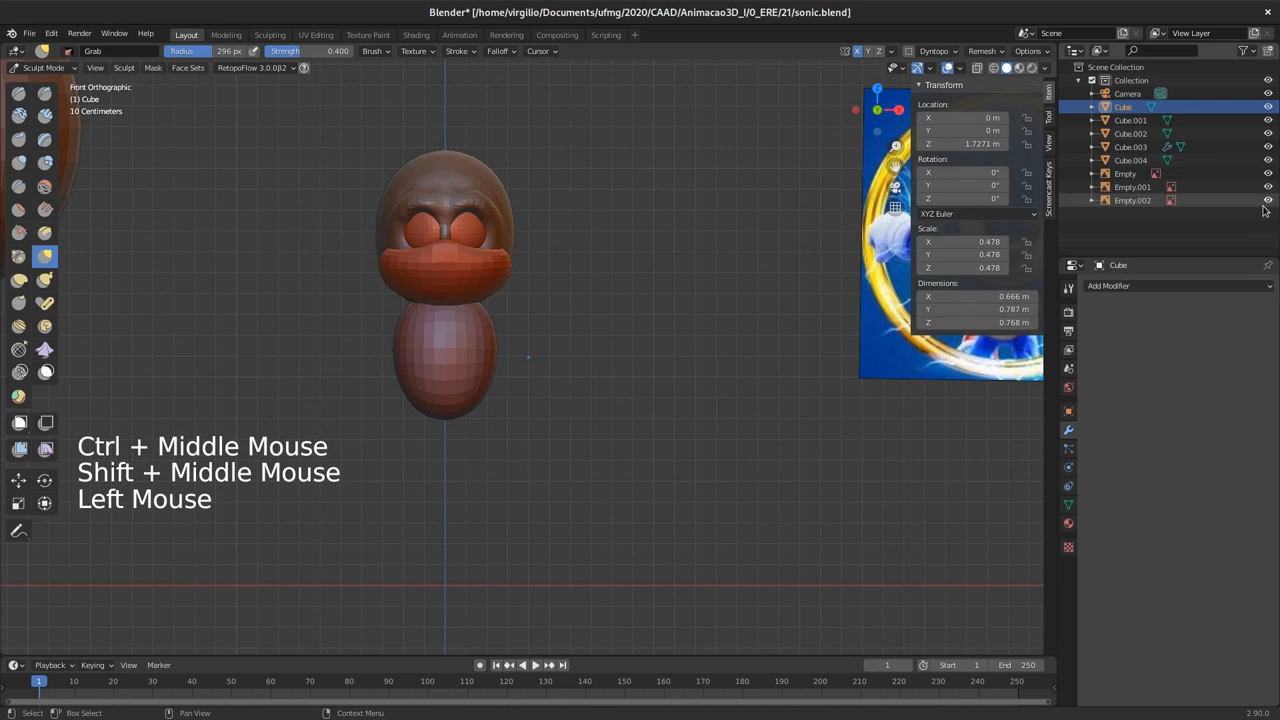 Blender* [/home/virgilio/Documents/ufmg/2020/CAAD/Animacao3D_I/0_ERE/21/sonic.blend]
File Edit Render Window Help Layout Modeling Sculpting UV Editing Texture Paint Shading Animation Rendering Compositing Scripting Scene View Layer
Grab Radius 296 px Strength 0.400 Brush Texture Stroke Falloff Cursor X Y Z Dyntopo Remesh Options
Sculpt Mode View Sculpt Mask Face Sets RetopoFlow 3.0.0β2
Front Orthographic
(1) Cube
10 Centimeters
Z
X
Y
Transform
Location:
X 0 m
Y 0 m
Z 1.7271 m
Rotation:
X 0°
Y 0°
Z 0°
XYZ Euler
Scale:
X 0.478
Y 0.478
Z 0.478
Dimensions:
X 0.666 m
Y 0.787 m
Z 0.768 m
Item
Tool
View
Screencast Keys
Scene Collection
Collection
Camera
Cube
Cube.001
Cube.002
Cube.003
Cube.004
Empty
Empty.001
Empty.002
Cube
Add Modifier
Ctrl + Middle Mouse
Shift + Middle Mouse
Left Mouse
Playback Keying View Marker 1 Start 1 End 250
1 10 20 30 40 50 60 70 80 90 100 110 120 130 140 150 160 170 180 190 200 210 220 230 240 250
Select Box Select Pan View Context Menu 2.90.0